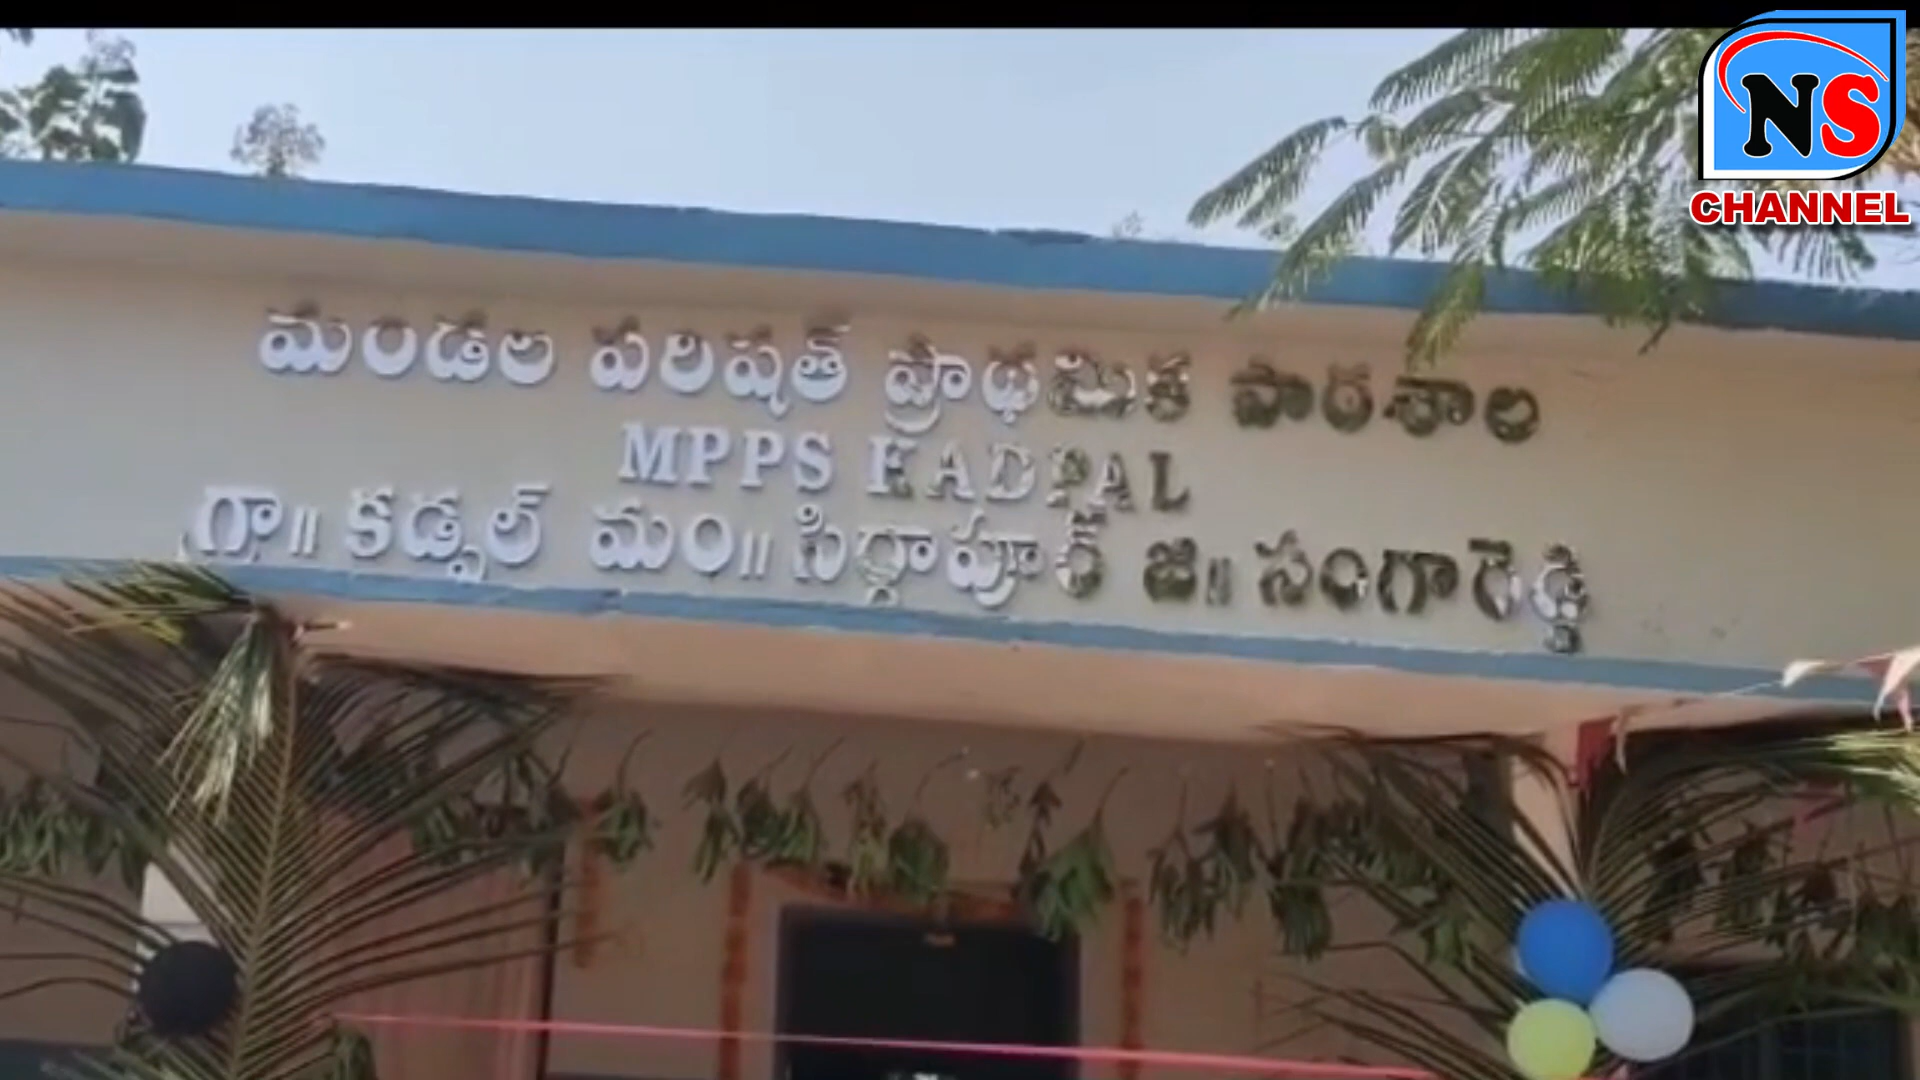 మండల పరిషత్ ప్రాథమిక పాఠశాల
MPPS KADPAL
గ్రా॥ కడ్పల్ మం॥ సిర్గాపూర్ జి॥ సంగారెడ్డి
NS
CHANNEL